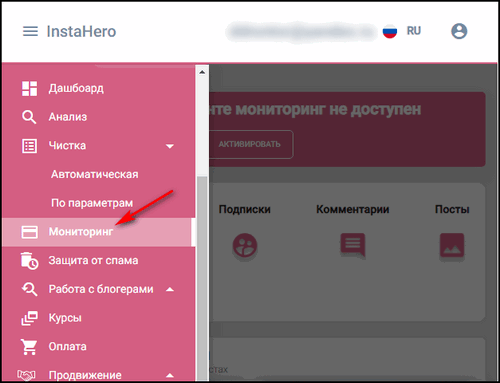 InstaHero
RU
Дашбоард
Анализ
Чистка
Автоматическая
По параметрам
Мониторинг
Защита от спама
Работа с блогерами
Курсы
Оплата
Продвижение
мониторинг не доступен
АКТИВИРОВАТЬ
Подписки
Комментарии
Посты